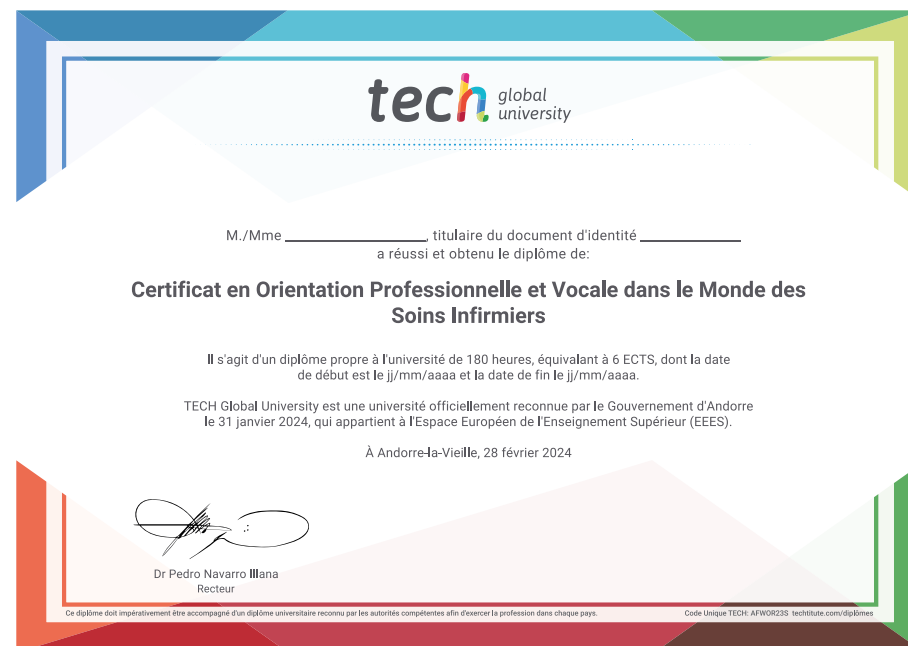 tech global
university
M./Mme ____________________, titulaire du document d'identité ______________
a réussi et obtenu le diplôme de:
Certificat en Orientation Professionnelle et Vocale dans le Monde des
Soins Infirmiers
Il s'agit d'un diplôme propre à l'université de 180 heures, équivalant à 6 ECTS, dont la date
de début est le jj/mm/aaaa et la date de fin le jj/mm/aaaa.
TECH Global University est une université officiellement reconnue par le Gouvernement d'Andorre
le 31 janvier 2024, qui appartient à l'Espace Européen de l'Enseignement Supérieur (EEES).
À Andorre-la-Vieille, 28 février 2024
Dr Pedro Navarro Illana
Recteur
Ce diplôme doit impérativement être accompagné d'un diplôme universitaire reconnu par les autorités compétentes afin d'exercer la profession dans chaque pays. Code Unique TECH: AFWOR23S techtitute.com/diplômes